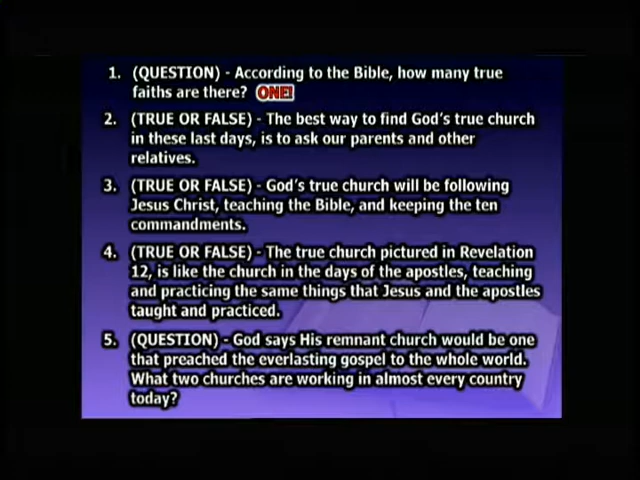 1. (QUESTION) - According to the Bible, how many true
faiths are there? ONE!
2. (TRUE OR FALSE) - The best way to find God's true church
in these last days, is to ask our parents and other
relatives.
3. (TRUE OR FALSE) - God's true church will be following
Jesus Christ, teaching the Bible, and keeping the ten
commandments.
4. (TRUE OR FALSE) - The true church pictured in Revelation
12, is like the church in the days of the apostles, teaching
and practicing the same things that Jesus and the apostles
taught and practiced.
5. (QUESTION) - God says His remnant church would be one
that preached the everlasting gospel to the whole world.
What two churches are working in almost every country
today?